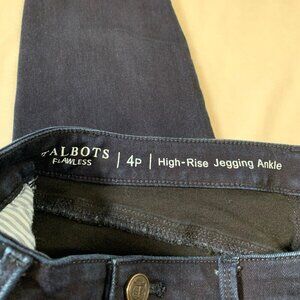 TALBOTS
FLAWLESS
4P
High-Rise Jegging Ankle